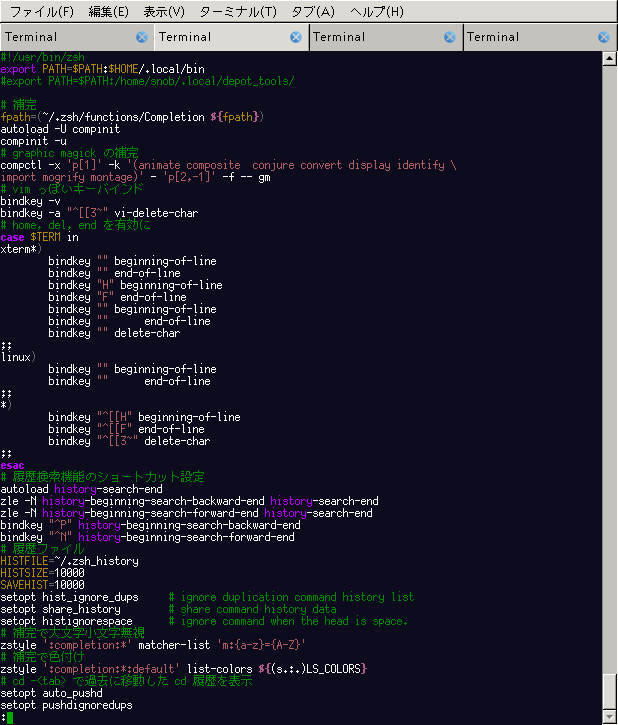 ファイル(F) 編集(E) 表示(V) ターミナル(T) タブ(A) ヘルプ(H)
Terminal Terminal Terminal Terminal
#!/usr/bin/zsh
export PATH=$PATH:$HOME/.local/bin
#export PATH=$PATH:/home/snob/.local/depot_tools/
# 補完
fpath=(~/.zsh/functions/Completion ${fpath})
autoload -U compinit
compinit -u
# graphic magick の補完
compctl -x 'p[1]' -k '(animate composite  conjure convert display identify \
import mogrify montage)' - 'p[2,-1]' -f -- gm
# vim っぽいキーバインド
bindkey -v
bindkey -a "^[[3~" vi-delete-char
# home, del, end を有効に
case $TERM in
xterm*)
        bindkey "" beginning-of-line
        bindkey "" end-of-line
        bindkey "H" beginning-of-line
        bindkey "F" end-of-line
        bindkey "" beginning-of-line
        bindkey ""      end-of-line
        bindkey "" delete-char
;;
linux)
        bindkey "" beginning-of-line
        bindkey ""      end-of-line
;;
*)
        bindkey "^[[H" beginning-of-line
        bindkey "^[[F" end-of-line
        bindkey "^[[3~" delete-char
;;
esac
# 履歴検索機能のショートカット設定
autoload history-search-end
zle -N history-beginning-search-backward-end history-search-end
zle -N history-beginning-search-forward-end history-search-end
bindkey "^P" history-beginning-search-backward-end
bindkey "^N" history-beginning-search-forward-end
# 履歴ファイル
HISTFILE=~/.zsh_history
HISTSIZE=10000
SAVEHIST=10000
setopt hist_ignore_dups     # ignore duplication command history list
setopt share_history        # share command history data
setopt histignorespace      # ignore command when the head is space.
# 補完で大文字小文字無視
zstyle ':completion:*' matcher-list 'm:{a-z}={A-Z}'
# 補完で色付け
zstyle ':completion:*:default' list-colors ${(s.:.)LS_COLORS}
# cd -<tab> で過去に移動した cd 履歴を表示
setopt auto_pushd
setopt pushdignoredups
: